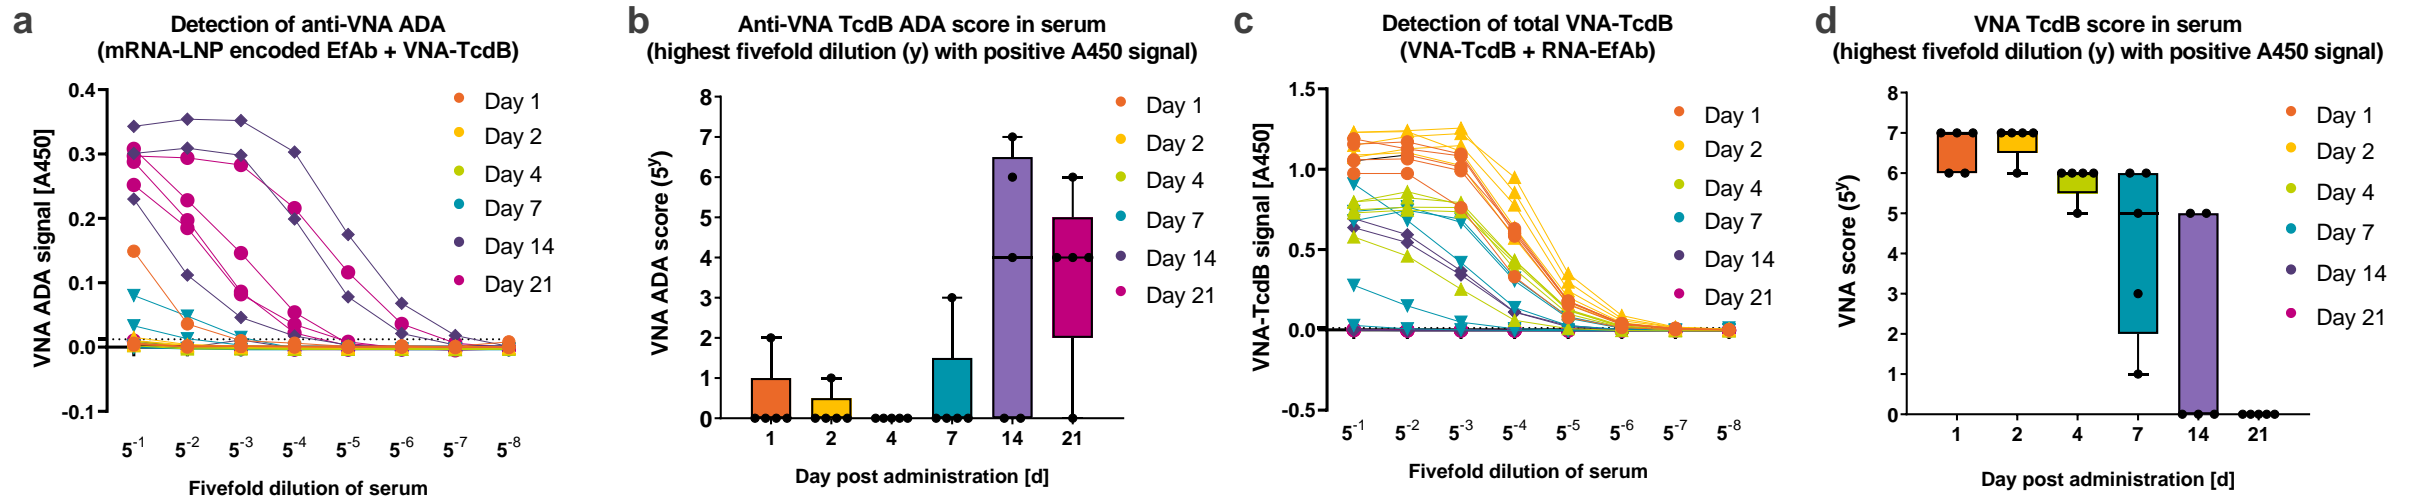 a
Detection of anti-VNA ADA
(mRNA-LNP encoded EfAb + VNA-TcdB)
VNA ADA signal [A450]
0.4
0.3
0.2
0.1
0.0
-0.1
Day 1
Day 2
Day 4
Day 7
Day 14
Day 21
5-1 5-2 5-3 5-4 5-5 5-6 5-7 5-8
Fivefold dilution of serum
b
Anti-VNA TcdB ADA score in serum
(highest fivefold dilution (y) with positive A450 signal)
VNA ADA score (5y)
8
7
6
5
4
3
2
1
0
Day 1
Day 2
Day 4
Day 7
Day 14
Day 21
1 2 4 7 14 21
Day post administration [d]
c
Detection of total VNA-TcdB
(VNA-TcdB + RNA-EfAb)
VNA-TcdB signal [A450]
1.5
1.0
0.5
0.0
-0.5
Day 1
Day 2
Day 4
Day 7
Day 14
Day 21
5-1 5-2 5-3 5-4 5-5 5-6 5-7 5-8
Fivefold dilution of serum
d
VNA TcdB score in serum
(highest fivefold dilution (y) with positive A450 signal)
VNA score (5y)
8
7
6
5
4
3
2
1
0
Day 1
Day 2
Day 4
Day 7
Day 14
Day 21
1 2 4 7 14 21
Day post administration [d]